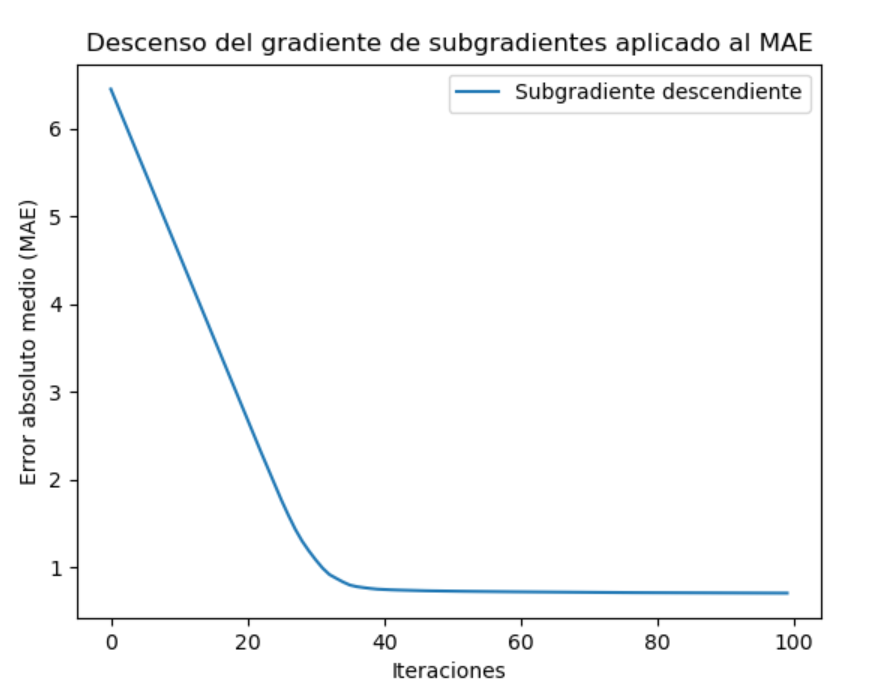 Descenso del gradiente de subgradientes aplicado al MAE
Subgradiente descendiente
Error absoluto medio (MAE)
6
5
4
3
2
1
0 20 40 60 80 100
Iteraciones